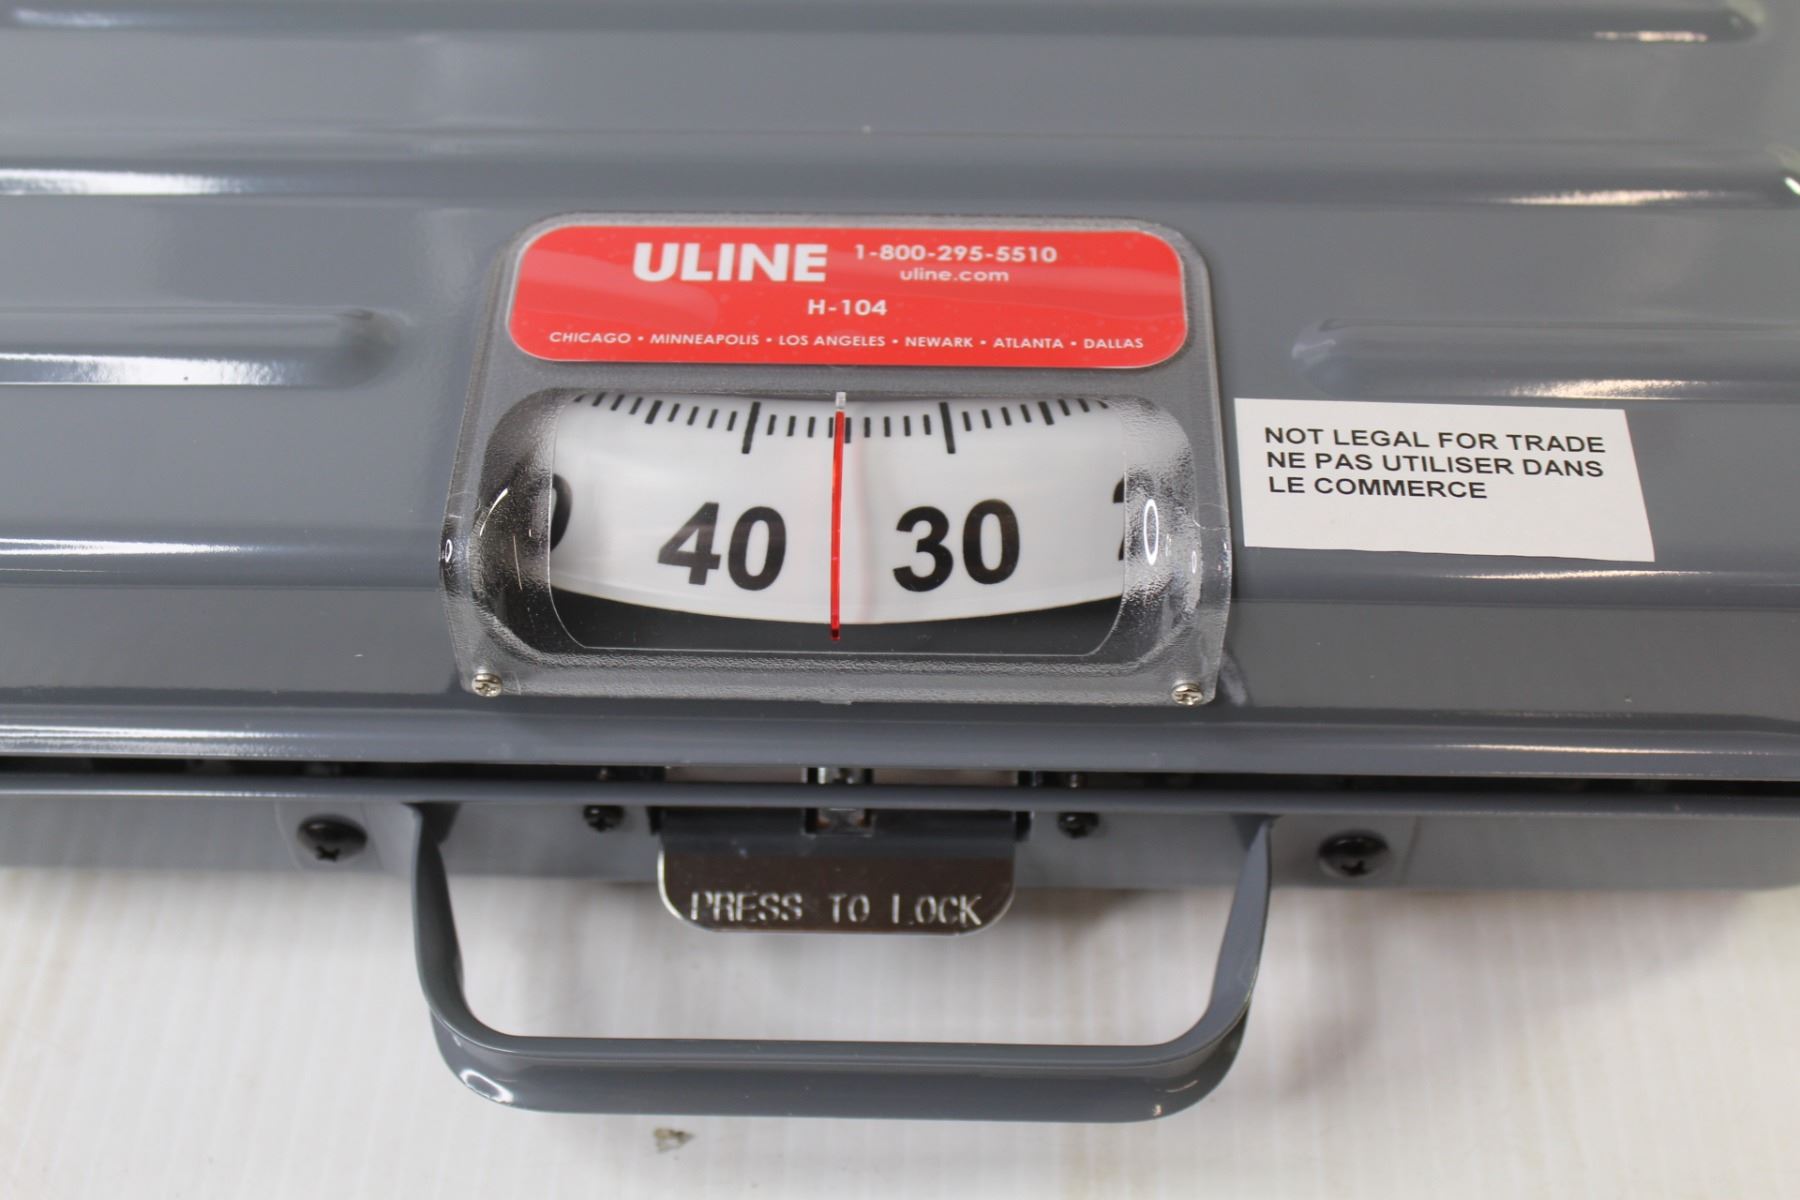 ULINE 1-800-295-5510
uline.com
H-104
CHICAGO • MINNEAPOLIS • LOS ANGELES • NEWARK • ATLANTA • DALLAS
40 30
NOT LEGAL FOR TRADE
NE PAS UTILISER DANS
LE COMMERCE
PRESS TO LOCK